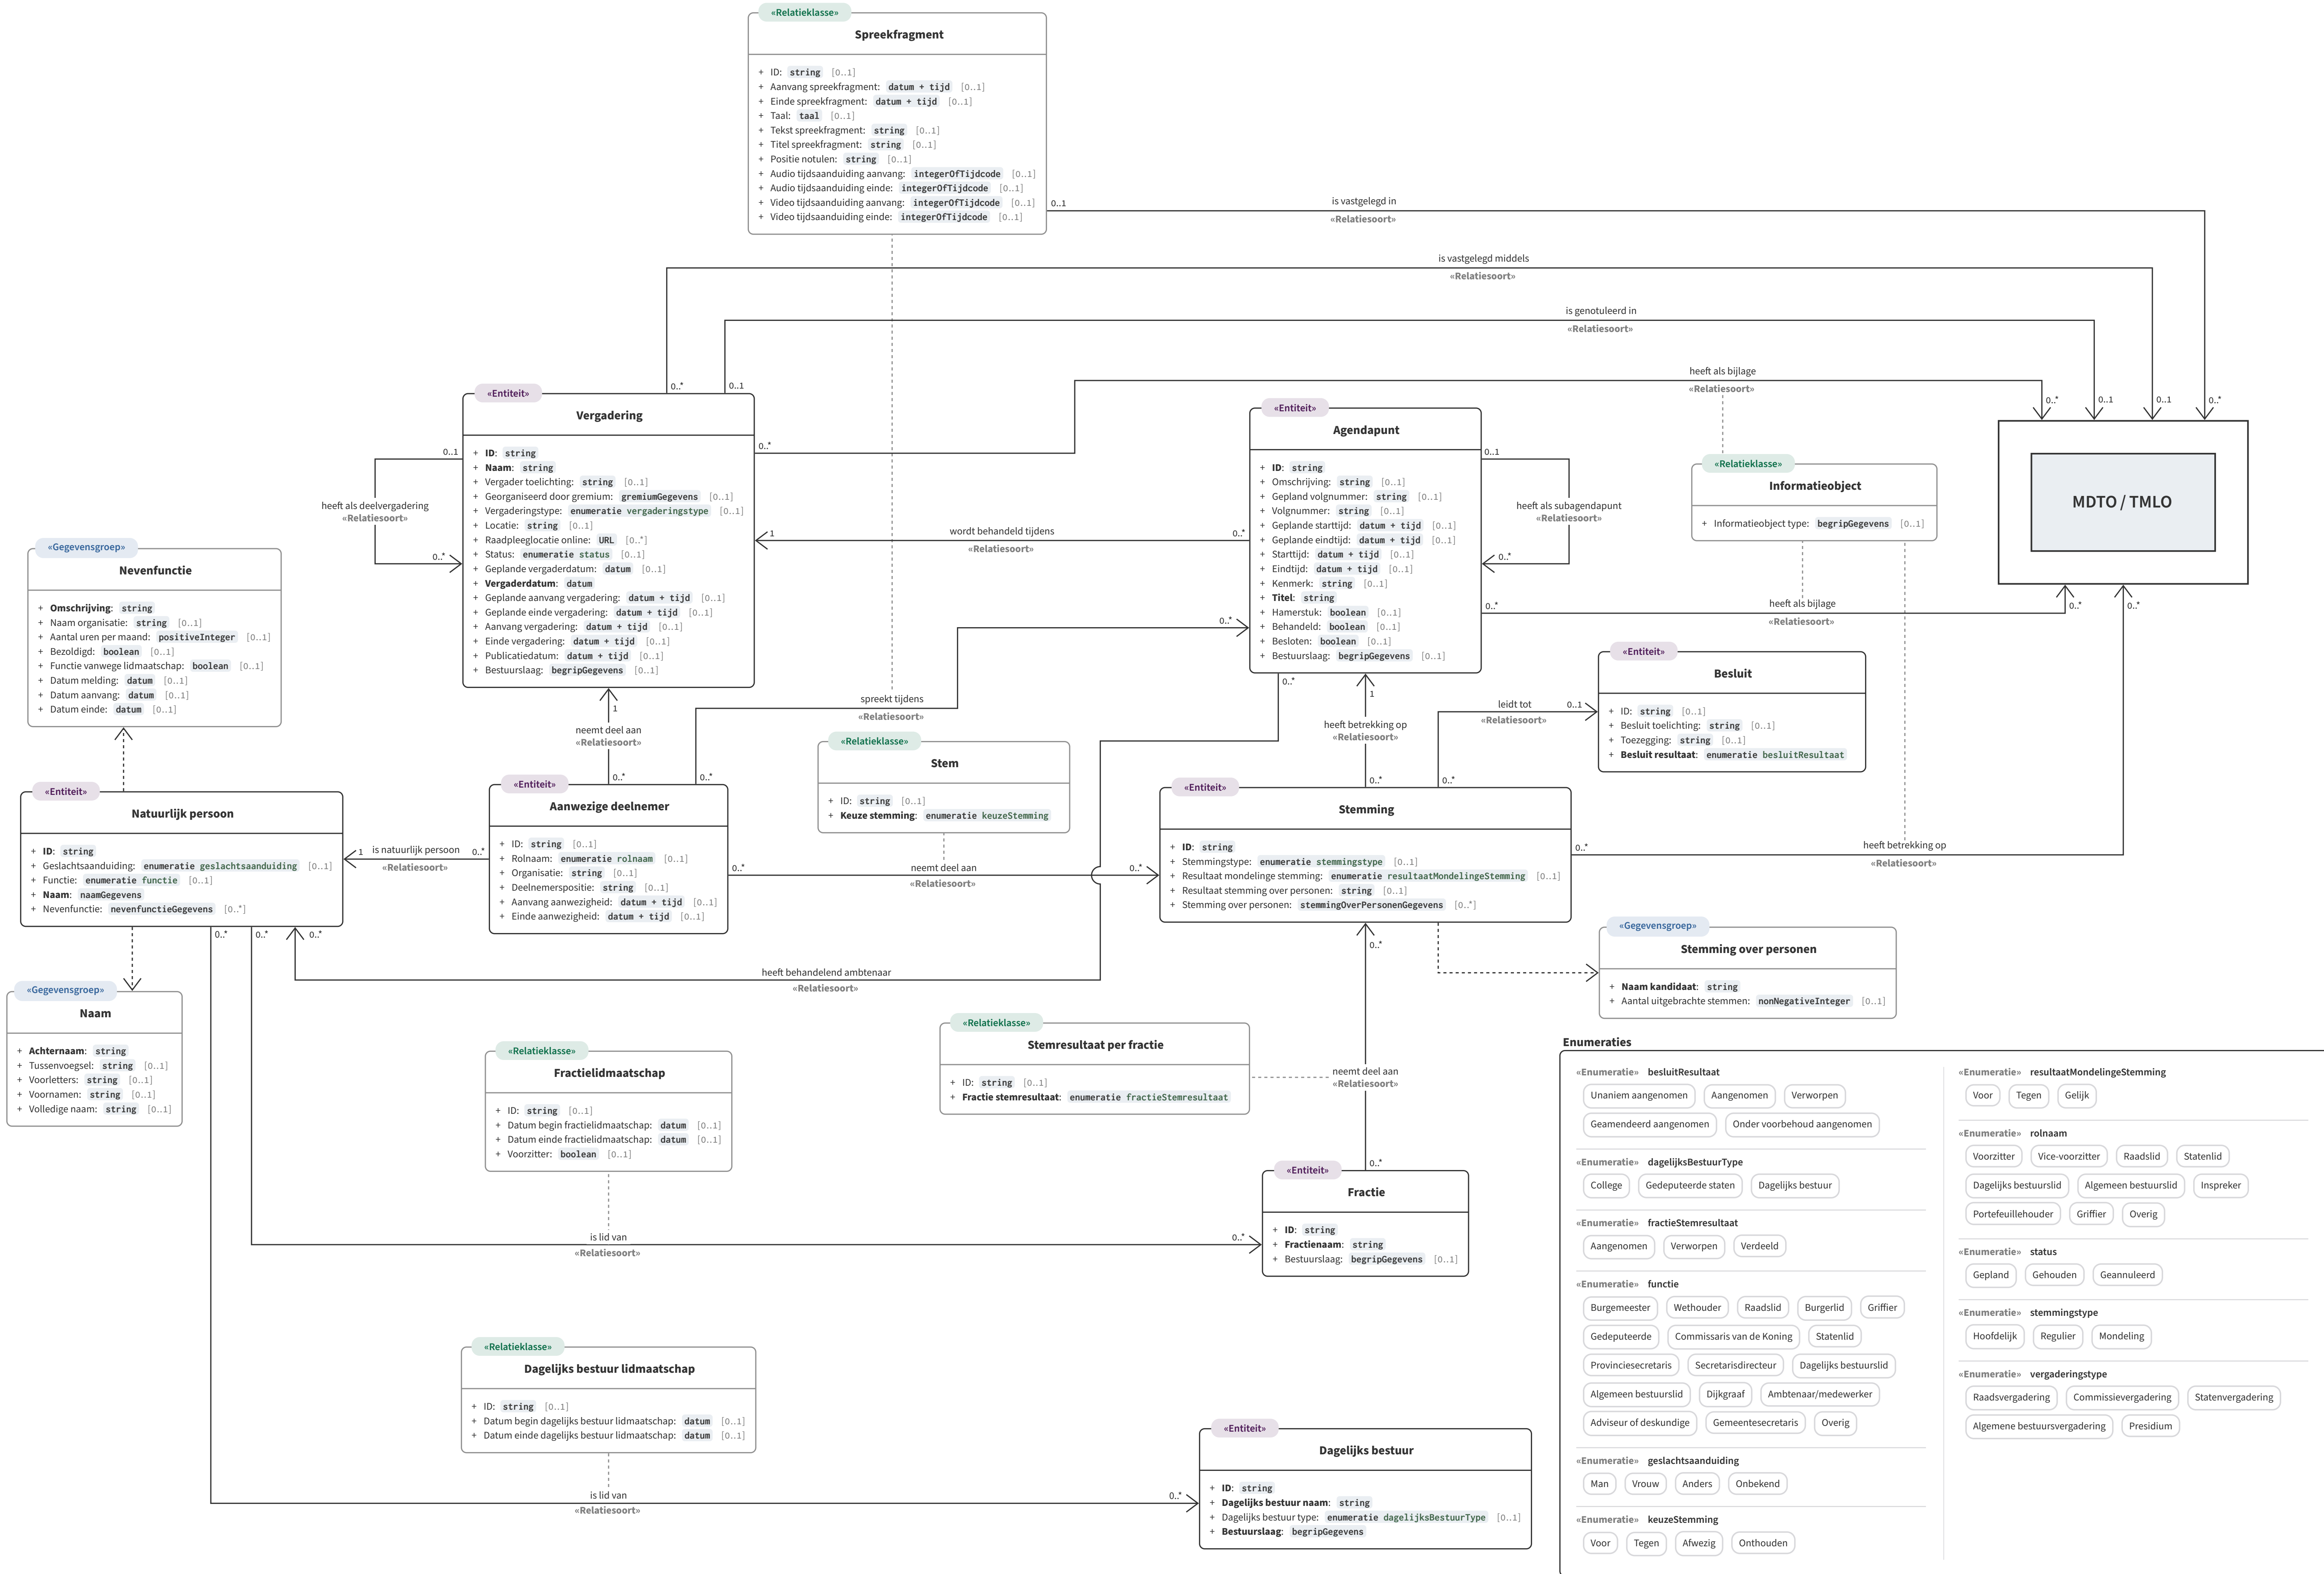 «Relatieklasse»
Spreekfragment
+ ID: string [0..1]
+ Aanvang spreekfragment: datum + tijd [0..1]
+ Einde spreekfragment: datum + tijd [0..1]
+ Taal: taal [0..1]
+ Tekst spreekfragment: string [0..1]
+ Titel spreekfragment: string [0..1]
+ Positie notulen: string [0..1]
+ Audio tijdsaanduiding aanvang: integerOfTijdcode [0..1]
+ Audio tijdsaanduiding einde: integerOfTijdcode [0..1]
+ Video tijdsaanduiding aanvang: integerOfTijdcode [0..1]
+ Video tijdsaanduiding einde: integerOfTijdcode [0..1]
0..1
is vastgelegd in
«Relatiesoort»
is vastgelegd middels
«Relatiesoort»
is genotuleerd in
«Relatiesoort»
heeft als bijlage
«Relatiesoort»
0..*
0..1
0..*
0..1
0..1
0..*
«Entiteit»
Vergadering
+ ID: string
+ Naam: string
+ Vergader toelichting: string [0..1]
+ Georganiseerd door gremium: gremiumGegevens [0..1]
+ Vergaderingstype: enumeratie vergaderingstype [0..1]
+ Locatie: string [0..1]
+ Raadpleeglocatie online: URL [0..*]
+ Status: enumeratie status [0..1]
+ Geplande vergaderdatum: datum [0..1]
+ Vergaderdatum: datum
+ Geplande aanvang vergadering: datum + tijd [0..1]
+ Geplande einde vergadering: datum + tijd [0..1]
+ Aanvang vergadering: datum + tijd [0..1]
+ Einde vergadering: datum + tijd [0..1]
+ Publicatiedatum: datum + tijd [0..1]
+ Bestuurslaag: begripGegevens [0..1]
0..*
0..1
heeft als deelvergadering
«Relatiesoort»
0..*
1
wordt behandeld tijdens
«Relatiesoort»
0..*
«Entiteit»
Agendapunt
+ ID: string
+ Omschrijving: string [0..1]
+ Gepland volgnummer: string [0..1]
+ Volgnummer: string [0..1]
+ Geplande starttijd: datum + tijd [0..1]
+ Geplande eindtijd: datum + tijd [0..1]
+ Starttijd: datum + tijd [0..1]
+ Eindtijd: datum + tijd [0..1]
+ Kenmerk: string [0..1]
+ Titel: string
+ Hamerstuk: boolean [0..1]
+ Behandeld: boolean [0..1]
+ Besloten: boolean [0..1]
+ Bestuurslaag: begripGegevens [0..1]
0..1
heeft als subagendapunt
«Relatiesoort»
0..*
0..*
heeft als bijlage
«Relatiesoort»
0..*
0..*
«Relatieklasse»
Informatieobject
+ Informatieobject type: begripGegevens [0..1]
MDTO / TMLO
«Gegevensgroep»
Nevenfunctie
+ Omschrijving: string
+ Naam organisatie: string [0..1]
+ Aantal uren per maand: positiveInteger [0..1]
+ Bezoldigd: boolean [0..1]
+ Functie vanwege lidmaatschap: boolean [0..1]
+ Datum melding: datum [0..1]
+ Datum aanvang: datum [0..1]
+ Datum einde: datum [0..1]
1
neemt deel aan
«Relatiesoort»
0..*
0..*
spreekt tijdens
«Relatiesoort»
0..*
0..*
1
heeft betrekking op
«Relatiesoort»
0..*
leidt tot
«Relatiesoort»
0..1
0..*
«Entiteit»
Besluit
+ ID: string [0..1]
+ Besluit toelichting: string [0..1]
+ Toezegging: string [0..1]
+ Besluit resultaat: enumeratie besluitResultaat
«Relatieklasse»
Stem
+ ID: string [0..1]
+ Keuze stemming: enumeratie keuzeStemming
«Entiteit»
Natuurlijk persoon
+ ID: string
+ Geslachtsaanduiding: enumeratie geslachtsaanduiding [0..1]
+ Functie: enumeratie functie [0..1]
+ Naam: naamGegevens
+ Nevenfunctie: nevenfunctieGegevens [0..*]
1
is natuurlijk persoon
«Relatiesoort»
0..*
«Entiteit»
Aanwezige deelnemer
+ ID: string [0..1]
+ Rolnaam: enumeratie rolnaam [0..1]
+ Organisatie: string [0..1]
+ Deelnemerspositie: string [0..1]
+ Aanvang aanwezigheid: datum + tijd [0..1]
+ Einde aanwezigheid: datum + tijd [0..1]
0..*
neemt deel aan
«Relatiesoort»
0..*
«Entiteit»
Stemming
+ ID: string
+ Stemmingstype: enumeratie stemmingstype [0..1]
+ Resultaat mondelinge stemming: enumeratie resultaatMondelingeStemming [0..1]
+ Resultaat stemming over personen: string [0..1]
+ Stemming over personen: stemmingOverPersonenGegevens [0..*]
0..*
heeft betrekking op
«Relatiesoort»
0..*
0..*
0..*
0..*
heeft behandelend ambtenaar
«Relatiesoort»
«Gegevensgroep»
Stemming over personen
+ Naam kandidaat: string
+ Aantal uitgebrachte stemmen: nonNegativeInteger [0..1]
«Gegevensgroep»
Naam
+ Achternaam: string
+ Tussenvoegsel: string [0..1]
+ Voorletters: string [0..1]
+ Voornamen: string [0..1]
+ Volledige naam: string [0..1]
«Relatieklasse»
Fractielidmaatschap
+ ID: string [0..1]
+ Datum begin fractielidmaatschap: datum [0..1]
+ Datum einde fractielidmaatschap: datum [0..1]
+ Voorzitter: boolean [0..1]
«Relatieklasse»
Stemresultaat per fractie
+ ID: string [0..1]
+ Fractie stemresultaat: enumeratie fractieStemresultaat
neemt deel aan
«Relatiesoort»
0..*
«Entiteit»
Fractie
+ ID: string
+ Fractienaam: string
+ Bestuurslaag: begripGegevens [0..1]
is lid van
«Relatiesoort»
0..*
«Relatieklasse»
Dagelijks bestuur lidmaatschap
+ ID: string [0..1]
+ Datum begin dagelijks bestuur lidmaatschap: datum [0..1]
+ Datum einde dagelijks bestuur lidmaatschap: datum [0..1]
is lid van
«Relatiesoort»
0..*
«Entiteit»
Dagelijks bestuur
+ ID: string
+ Dagelijks bestuur naam: string
+ Dagelijks bestuur type: enumeratie dagelijksBestuurType [0..1]
+ Bestuurslaag: begripGegevens
Enumeraties
«Enumeratie» besluitResultaat
Unaniem aangenomen Aangenomen Verworpen
Geamendeerd aangenomen Onder voorbehoud aangenomen
«Enumeratie» dagelijksBestuurType
College Gedeputeerde staten Dagelijks bestuur
«Enumeratie» fractieStemresultaat
Aangenomen Verworpen Verdeeld
«Enumeratie» functie
Burgemeester Wethouder Raadslid Burgerlid Griffier
Gedeputeerde Commissaris van de Koning Statenlid
Provinciesecretaris Secretarisdirecteur Dagelijks bestuurslid
Algemeen bestuurslid Dijkgraaf Ambtenaar/medewerker
Adviseur of deskundige Gemeentesecretaris Overig
«Enumeratie» geslachtsaanduiding
Man Vrouw Anders Onbekend
«Enumeratie» keuzeStemming
Voor Tegen Afwezig Onthouden
«Enumeratie» resultaatMondelingeStemming
Voor Tegen Gelijk
«Enumeratie» rolnaam
Voorzitter Vice-voorzitter Raadslid Statenlid
Dagelijks bestuurslid Algemeen bestuurslid Inspreker
Portefeuillehouder Griffier Overig
«Enumeratie» status
Gepland Gehouden Geannuleerd
«Enumeratie» stemmingstype
Hoofdelijk Regulier Mondeling
«Enumeratie» vergaderingstype
Raadsvergadering Commissievergadering Statenvergadering
Algemene bestuursvergadering Presidium